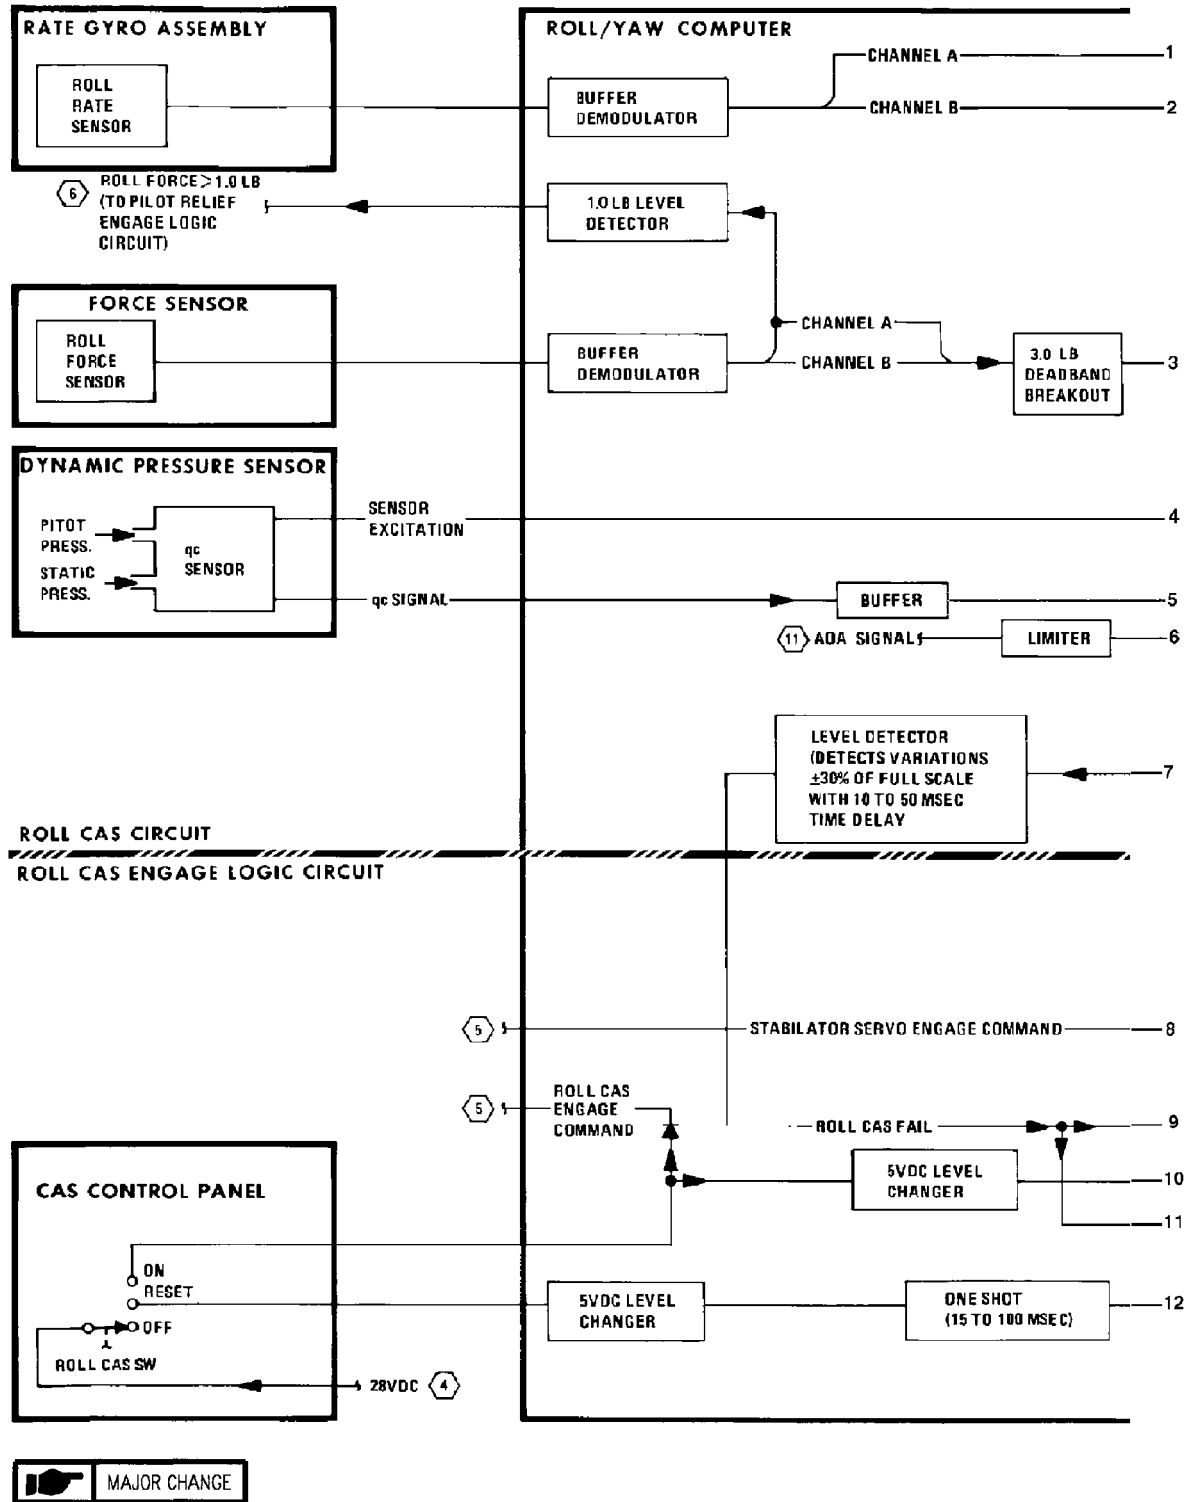 RATE GYRO ASSEMBLY
ROLL
RATE
SENSOR
ROLL/YAW COMPUTER
BUFFER
DEMODULATOR
CHANNEL A
1
CHANNEL B
2
6
ROLL FORCE>1.0 LB
(TO PILOT RELIEF
ENGAGE LOGIC
CIRCUIT)
1.0 LB LEVEL
DETECTOR
FORCE SENSOR
ROLL
FORCE
SENSOR
BUFFER
DEMODULATOR
CHANNEL A
CHANNEL B
3.0 LB
DEADBAND
BREAKOUT
3
DYNAMIC PRESSURE SENSOR
PITOT
PRESS.
STATIC
PRESS.
qc
SENSOR
SENSOR
EXCITATION
4
qc SIGNAL
BUFFER
5
11
AOA SIGNAL
LIMITER
6
LEVEL DETECTOR
(DETECTS VARIATIONS
±30% OF FULL SCALE
WITH 10 TO 50 MSEC
TIME DELAY
7
ROLL CAS CIRCUIT
ROLL CAS ENGAGE LOGIC CIRCUIT
5
STABILATOR SERVO ENGAGE COMMAND
8
5
ROLL CAS
ENGAGE
COMMAND
ROLL CAS FAIL
9
5VDC LEVEL
CHANGER
10
11
CAS CONTROL PANEL
ON
RESET
OFF
ROLL CAS SW
28VDC
4
5VDC LEVEL
CHANGER
ONE SHOT
(15 TO 100 MSEC)
12
MAJOR CHANGE